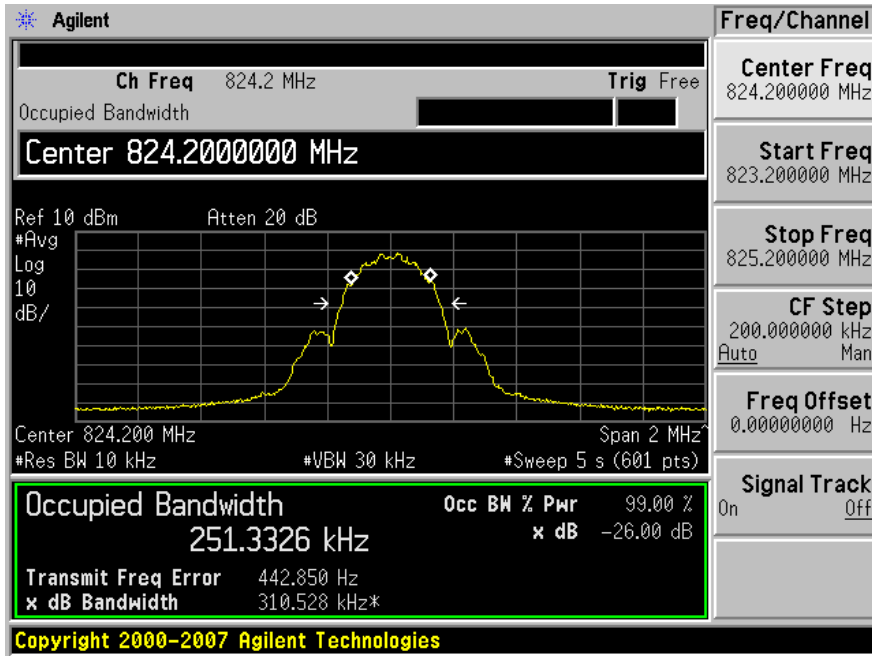 Agilent
Freq/Channel
Ch Freq 824.2 MHz Trig Free
Occupied Bandwidth
Center 824.2000000 MHz
Ref 10 dBm Atten 20 dB
#Avg
Log
10
dB/
Center 824.200 MHz Span 2 MHz^
#Res BW 10 kHz #VBW 30 kHz #Sweep 5 s (601 pts)
Occupied Bandwidth
251.3326 kHz
Occ BW % Pwr 99.00 %
x dB -26.00 dB
Transmit Freq Error 442.850 Hz
x dB Bandwidth 310.528 kHz*
Copyright 2000-2007 Agilent Technologies
Center Freq
824.200000 MHz
Start Freq
823.200000 MHz
Stop Freq
825.200000 MHz
CF Step
200.000000 kHz
Auto Man
Freq Offset
0.00000000 Hz
Signal Track
On Off